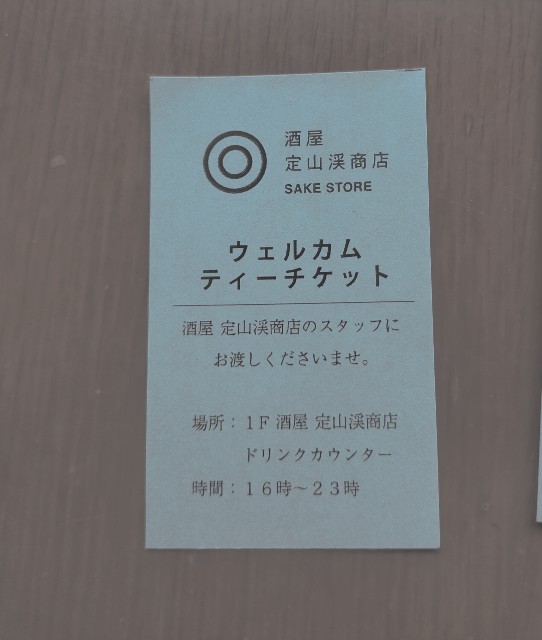 酒屋
定山渓商店
SAKE STORE
ウェルカム
ティーチケット
酒屋 定山渓商店のスタッフに
お渡しくださいませ。
場所：１Ｆ 酒屋 定山渓商店
ドリンクカウンター
時間：１６時～２３時